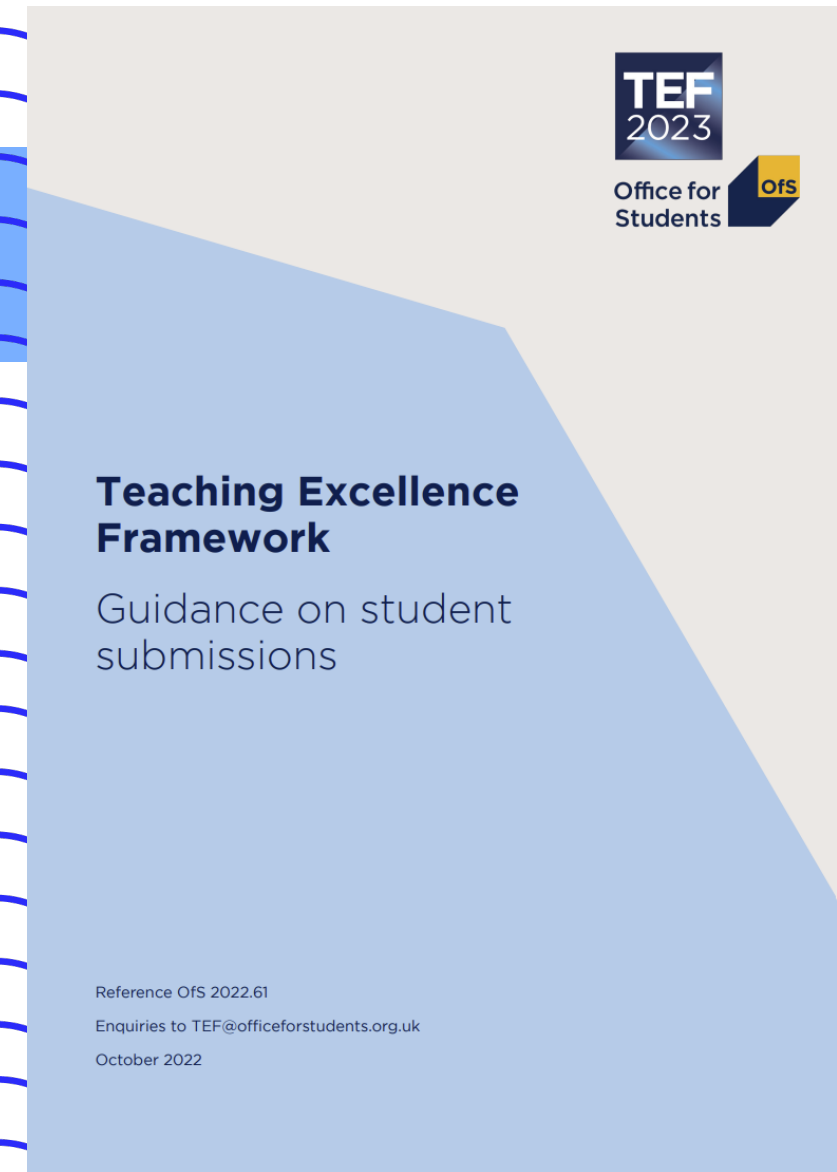 TEF
2023
Office for
Students
OfS
Teaching Excellence
Framework
Guidance on student
submissions
Reference OfS 2022.61
Enquiries to TEF@officeforstudents.org.uk
October 2022